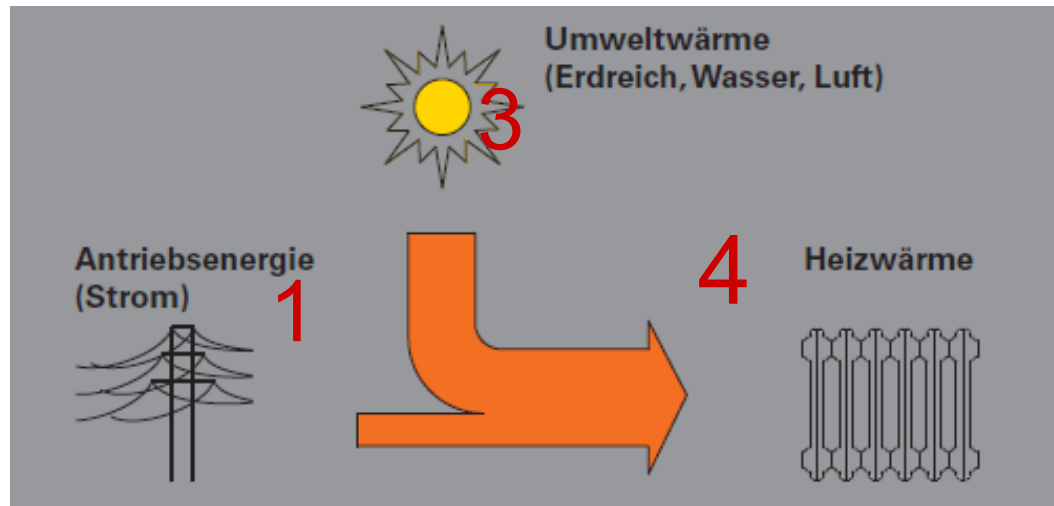 Umweltwärme
(Erdreich, Wasser, Luft)
3
Antriebsenergie
(Strom)
1
4
Heizwärme